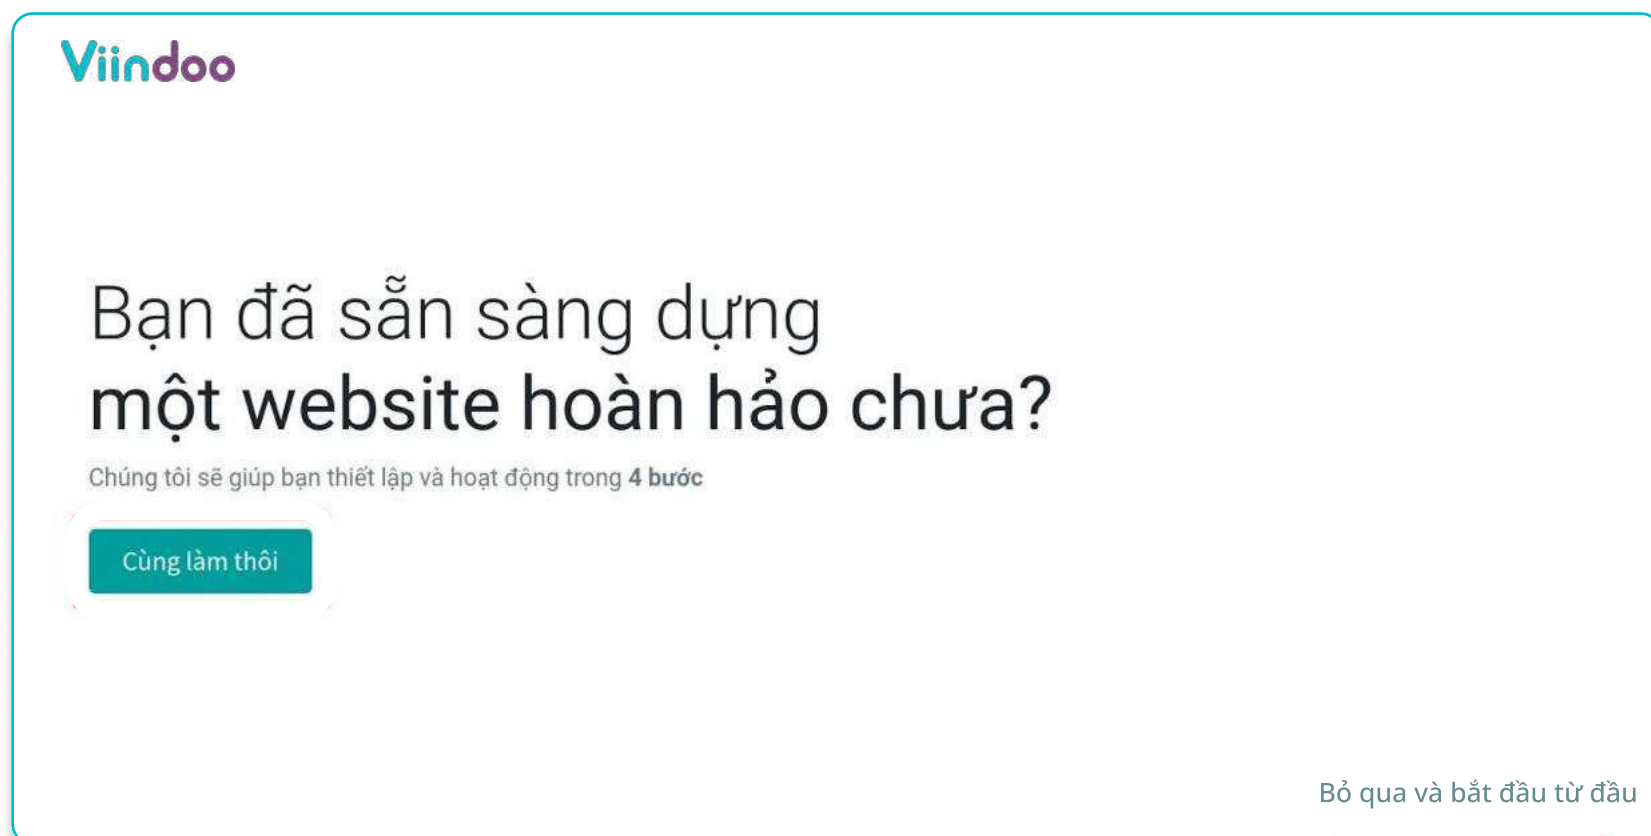 Viindoo
Bạn đã sẵn sàng dựng
một website hoàn hảo chưa?
Chúng tôi sẽ giúp bạn thiết lập và hoạt động trong 4 bước
Cùng làm thôi
Bỏ qua và bắt đầu từ đầu